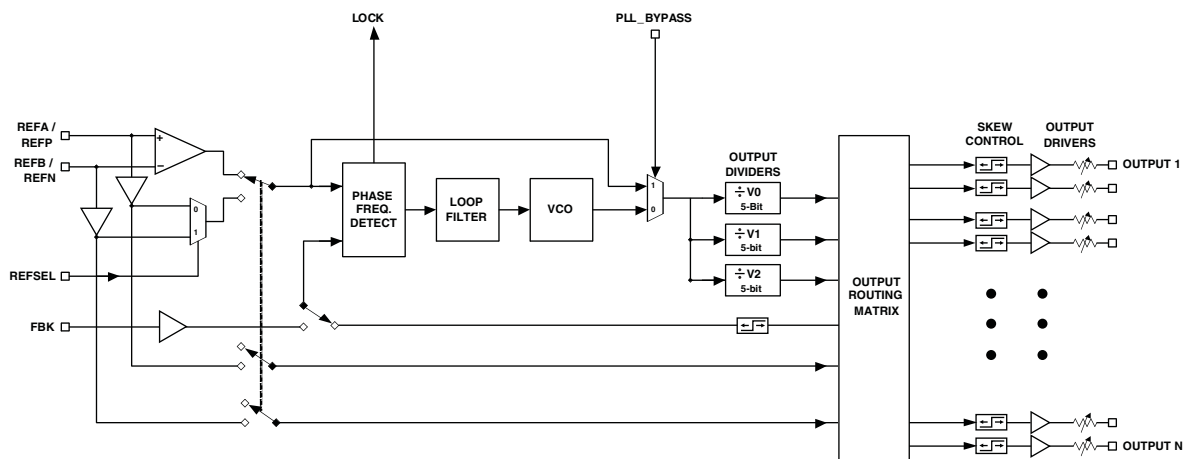 LOCK
PLL_BYPASS
REFA /
REFP
REFB /
REFN
+
−
0
1
REFSEL
FBK
PHASE
FREQ.
DETECT
LOOP
FILTER
VCO
1
0
OUTPUT
DIVIDERS
÷ V0
5-Bit
÷ V1
5-bit
÷ V2
5-bit
OUTPUT
ROUTING
MATRIX
SKEW
CONTROL
OUTPUT
DRIVERS
OUTPUT 1
OUTPUT N